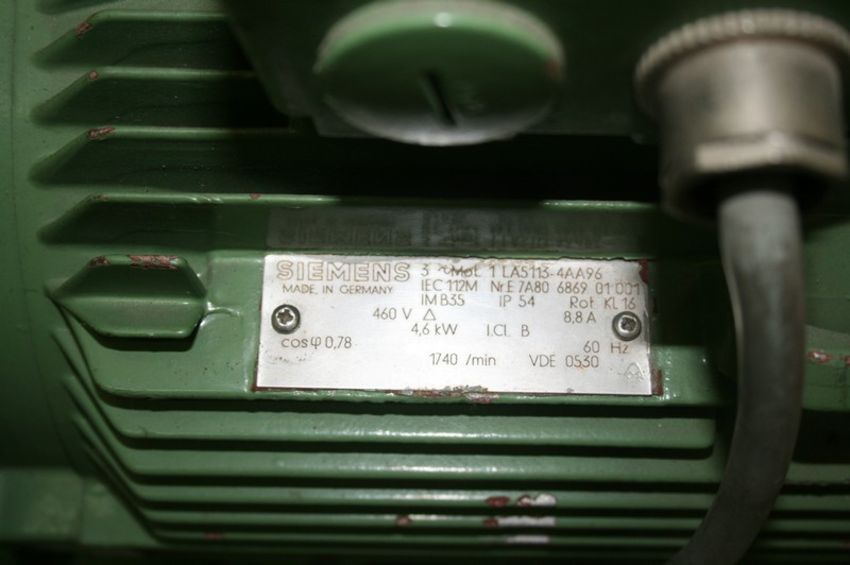 SIEMENS 3 ~Mot. 1 LA5113-4AA96
MADE IN GERMANY IEC 112M Nr.E 7A80 6869 01 001
IM B35 IP 54 Rot. KL 16
460 V Δ 8,8 A
4,6 kW I.Cl. B
cosφ 0,78 60 Hz
1740 /min VDE 0530